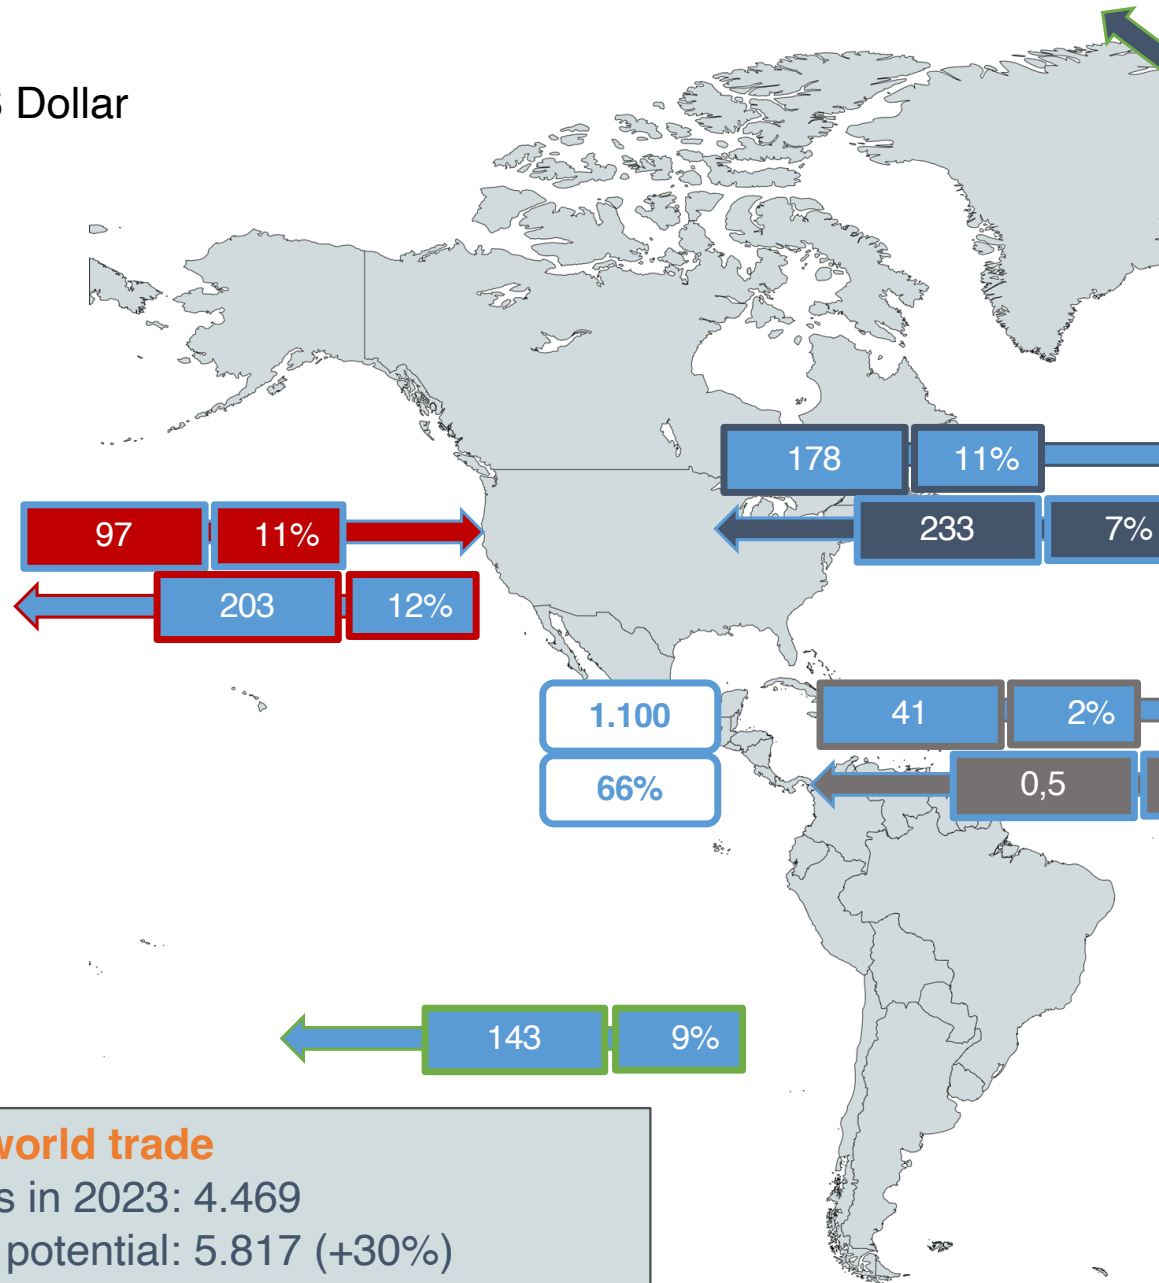 Dollar
178 11%
233 7%
97 11%
203 12%
1.100
66%
41 2%
0,5
143 9%
world trade
in 2023: 4.469
potential: 5.817 (+30%)